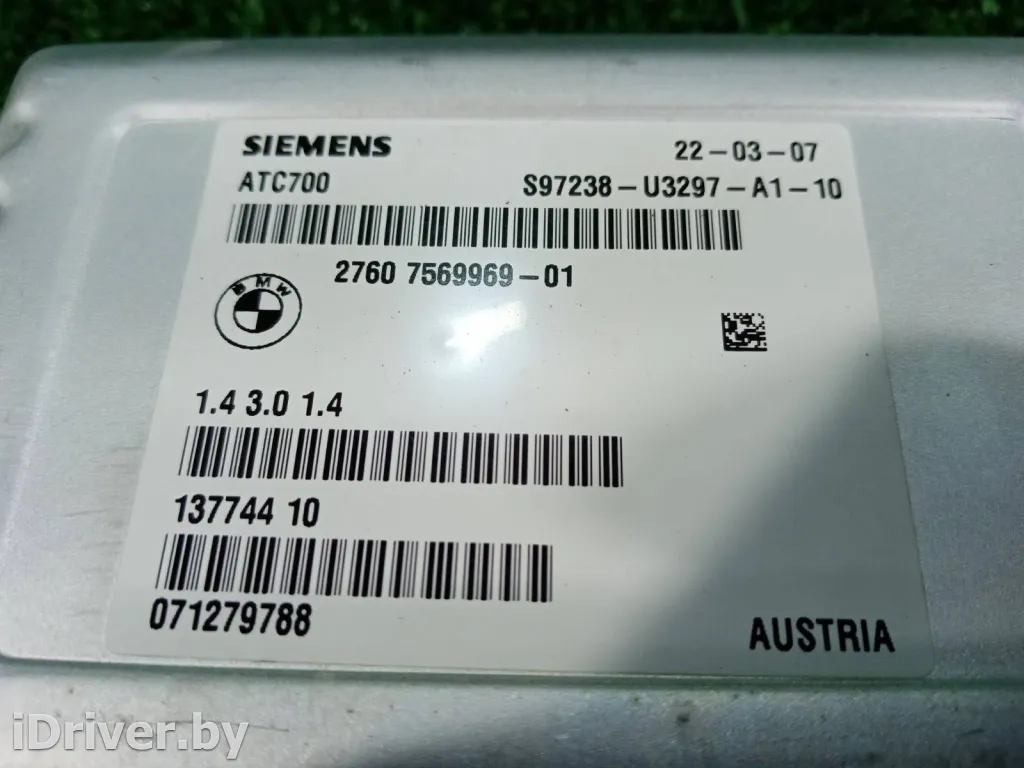 SIEMENS 22-03-07
ATC700 S97238-U3297-A1-10
2760 7569969-01
BMW
1.4 3.0 1.4
137744 10
071279788
AUSTRIA
iDriver.by